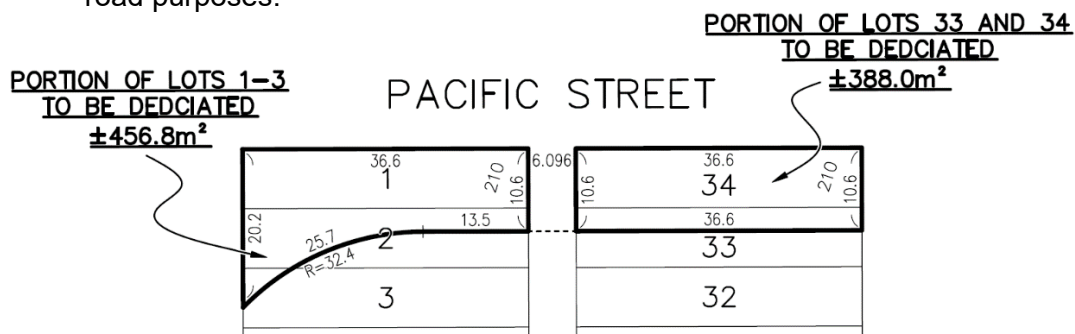 road purposes.
PORTION OF LOTS 33 AND 34
TO BE DEDCIATED
±388.0m²
PORTION OF LOTS 1-3
TO BE DEDCIATED
±456.8m²
PACIFIC STREET
36.6
1
210
10.6
6.096
36.6
34
210
10.6
10.6
20.2
25.7
R=32.4
2
13.5
36.6
33
3
32